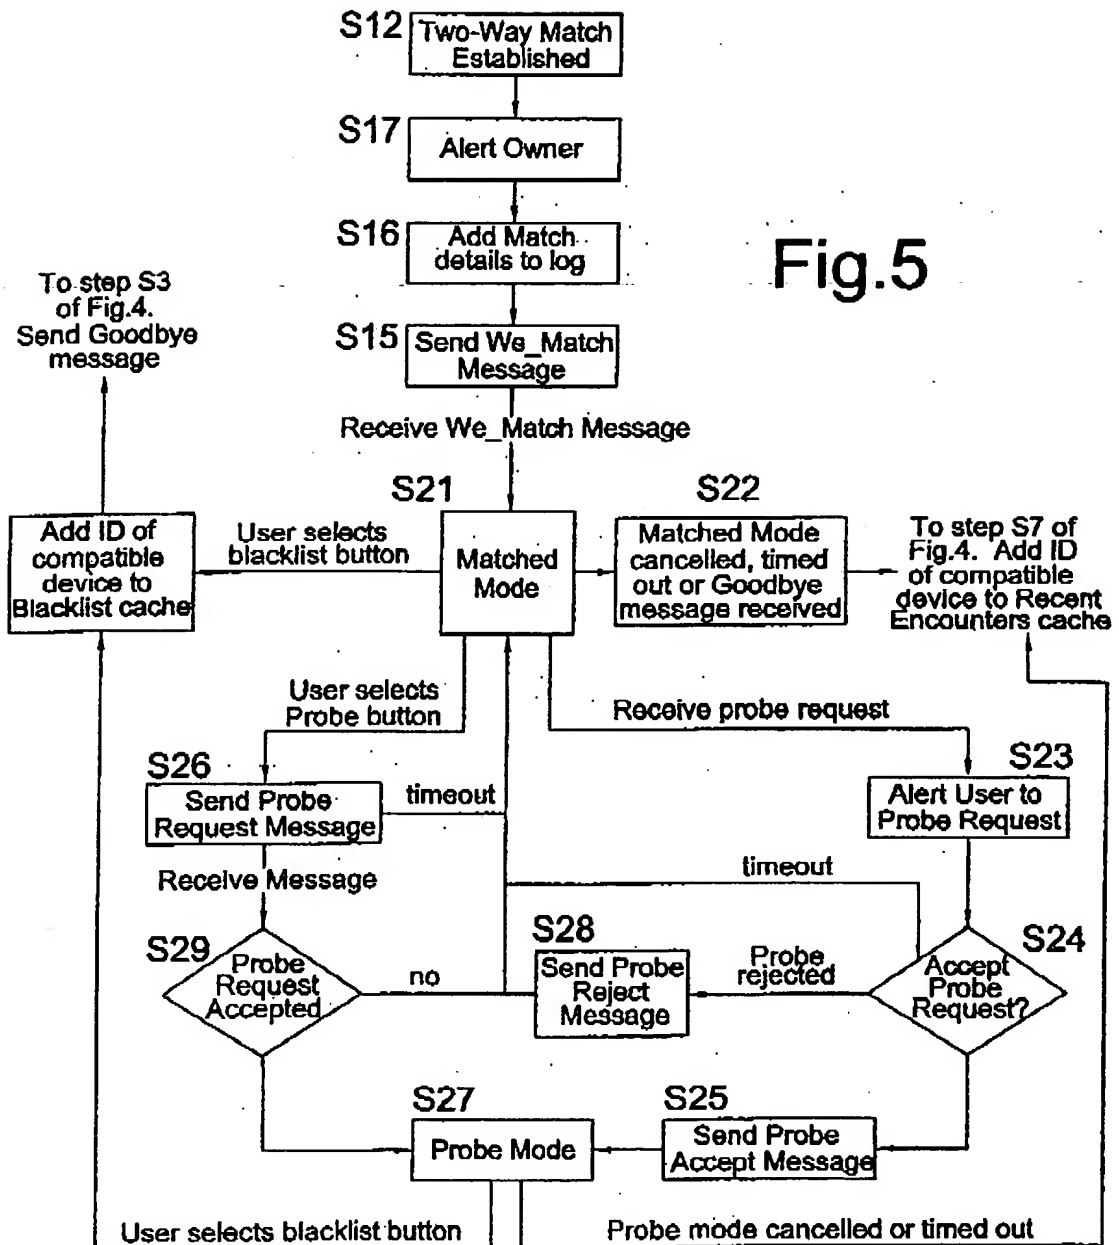 S12
Two-Way Match
Established
S17
Alert Owner
S16
Add Match
details to log
Fig.5
To step S3
of Fig.4.
Send Goodbye
message
S15
Send We_Match
Message
Receive We_Match Message
S21
S22
Add ID of
compatible
device to
Blacklist cache
User selects
blacklist button
Matched
Mode
Matched Mode
cancelled, timed
out or Goodbye
message received
To step S7 of
Fig.4. Add ID
of compatible
device to Recent
Encounters cache
User selects
Probe button
Receive probe request
S26
Send Probe
Request Message
timeout
S23
Alert User to
Probe Request
Receive Message
timeout
S29
Probe
Request
Accepted
no
S28
Send Probe
Reject
Message
Probe
rejected
S24
Accept
Probe
Request?
S27
Probe Mode
S25
Send Probe
Accept Message
User selects blacklist button
Probe mode cancelled or timed out